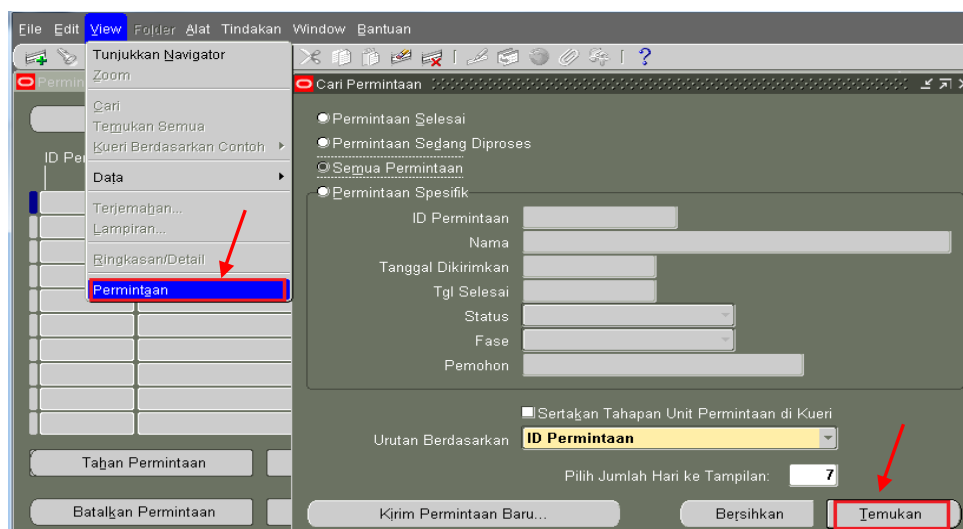 File Edit View Folder Alat Tindakan Window Bantuan
Tunjukkan Navigator
Zoom
Cari
Temukan Semua
Kueri Berdasarkan Contoh
Data
Terjemahan...
Lampiran...
Ringkasan/Detail
Permintaan
Permin
ID Pe
Tahan Permintaan
Batalkan Permintaan
Cari Permintaan
Permintaan Selesai
Permintaan Sedang Diproses
Semua Permintaan
Permintaan Spesifik
ID Permintaan
Nama
Tanggal Dikirimkan
Tgl Selesai
Status
Fase
Pemohon
Sertakan Tahapan Unit Permintaan di Kueri
Urutan Berdasarkan ID Permintaan
Pilih Jumlah Hari ke Tampilan: 7
Kirim Permintaan Baru... Bersihkan Temukan